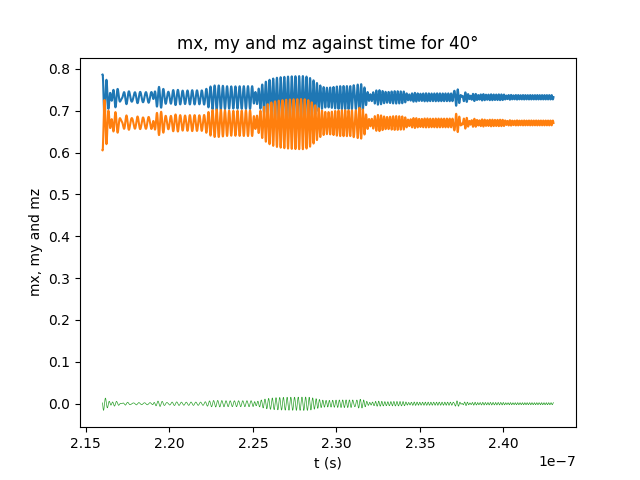 mx, my and mz against time for 40°
mx, my and mz
0.8
0.7
0.6
0.5
0.4
0.3
0.2
0.1
0.0
2.15 2.20 2.25 2.30 2.35 2.40
1e−7
t (s)